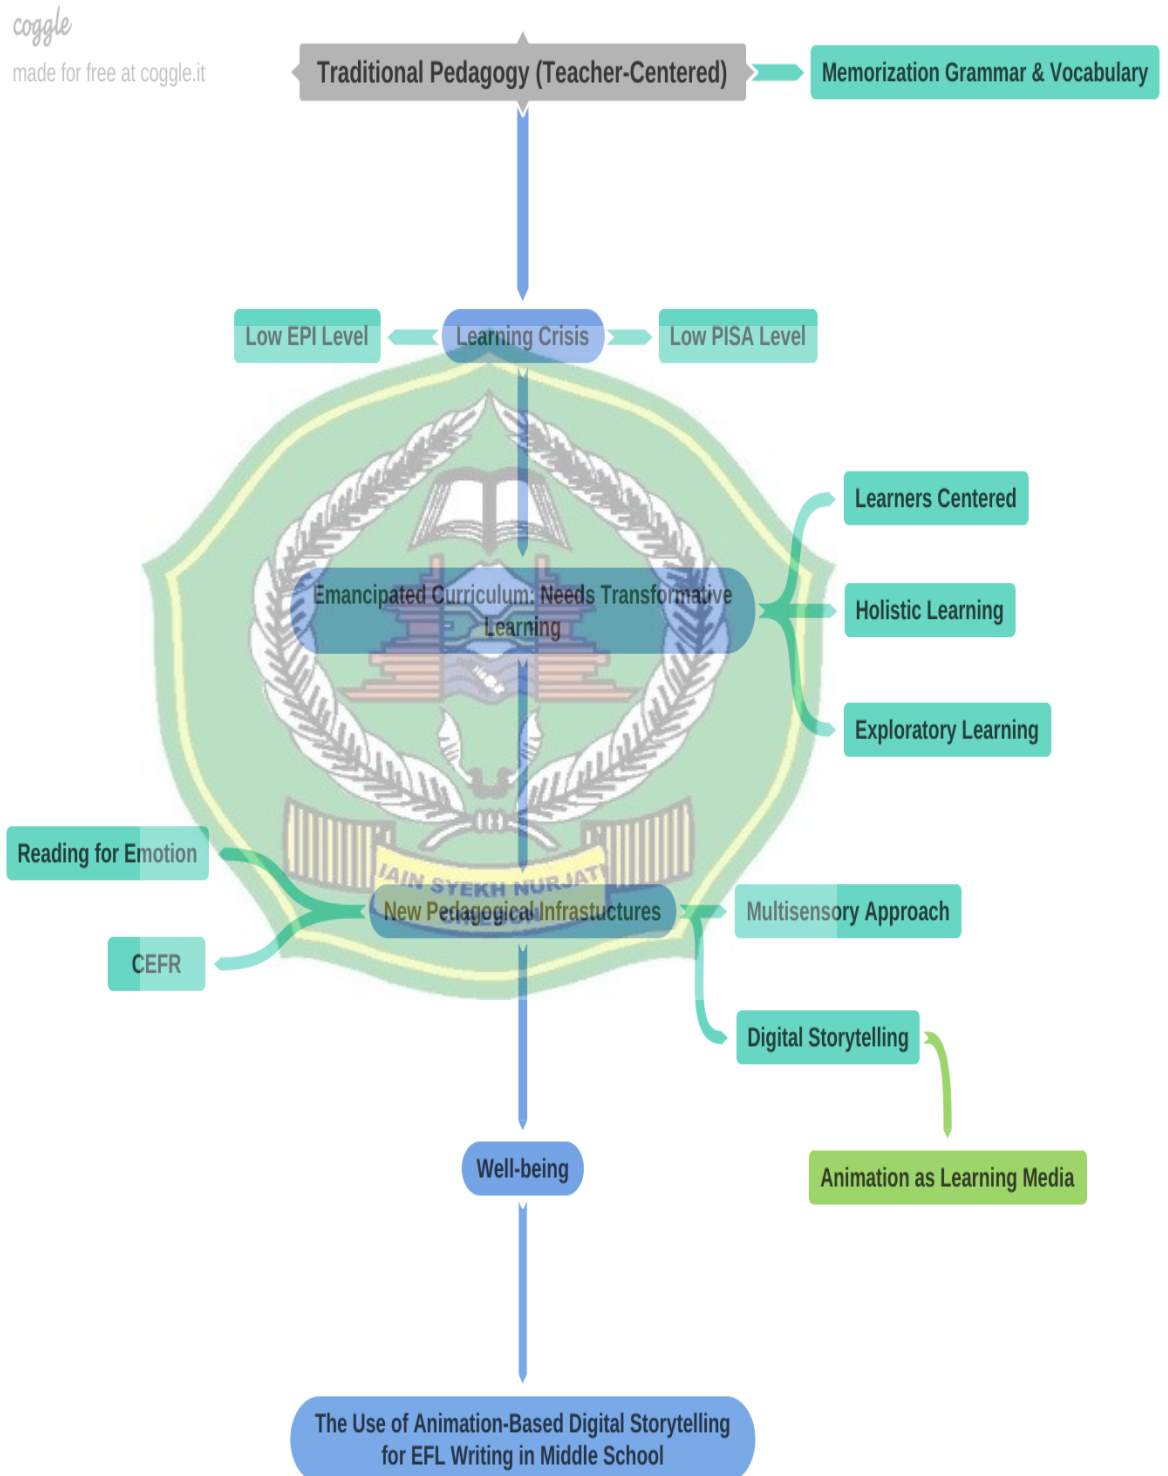 coggle
made for free at coggle.it
Traditional Pedagogy (Teacher-Centered)
Memorization Grammar & Vocabulary
Low EPI Level
Learning Crisis
Low PISA Level
Learners Centered
Emancipated Curriculum: Needs Transformative
Learning
Holistic Learning
Exploratory Learning
Reading for Emotion
IAIN SYEKH NURJATI
CIREBON
New Pedagogical Infrastuctures
Multisensory Approach
CEFR
Digital Storytelling
Well-being
Animation as Learning Media
The Use of Animation-Based Digital Storytelling
for EFL Writing in Middle School